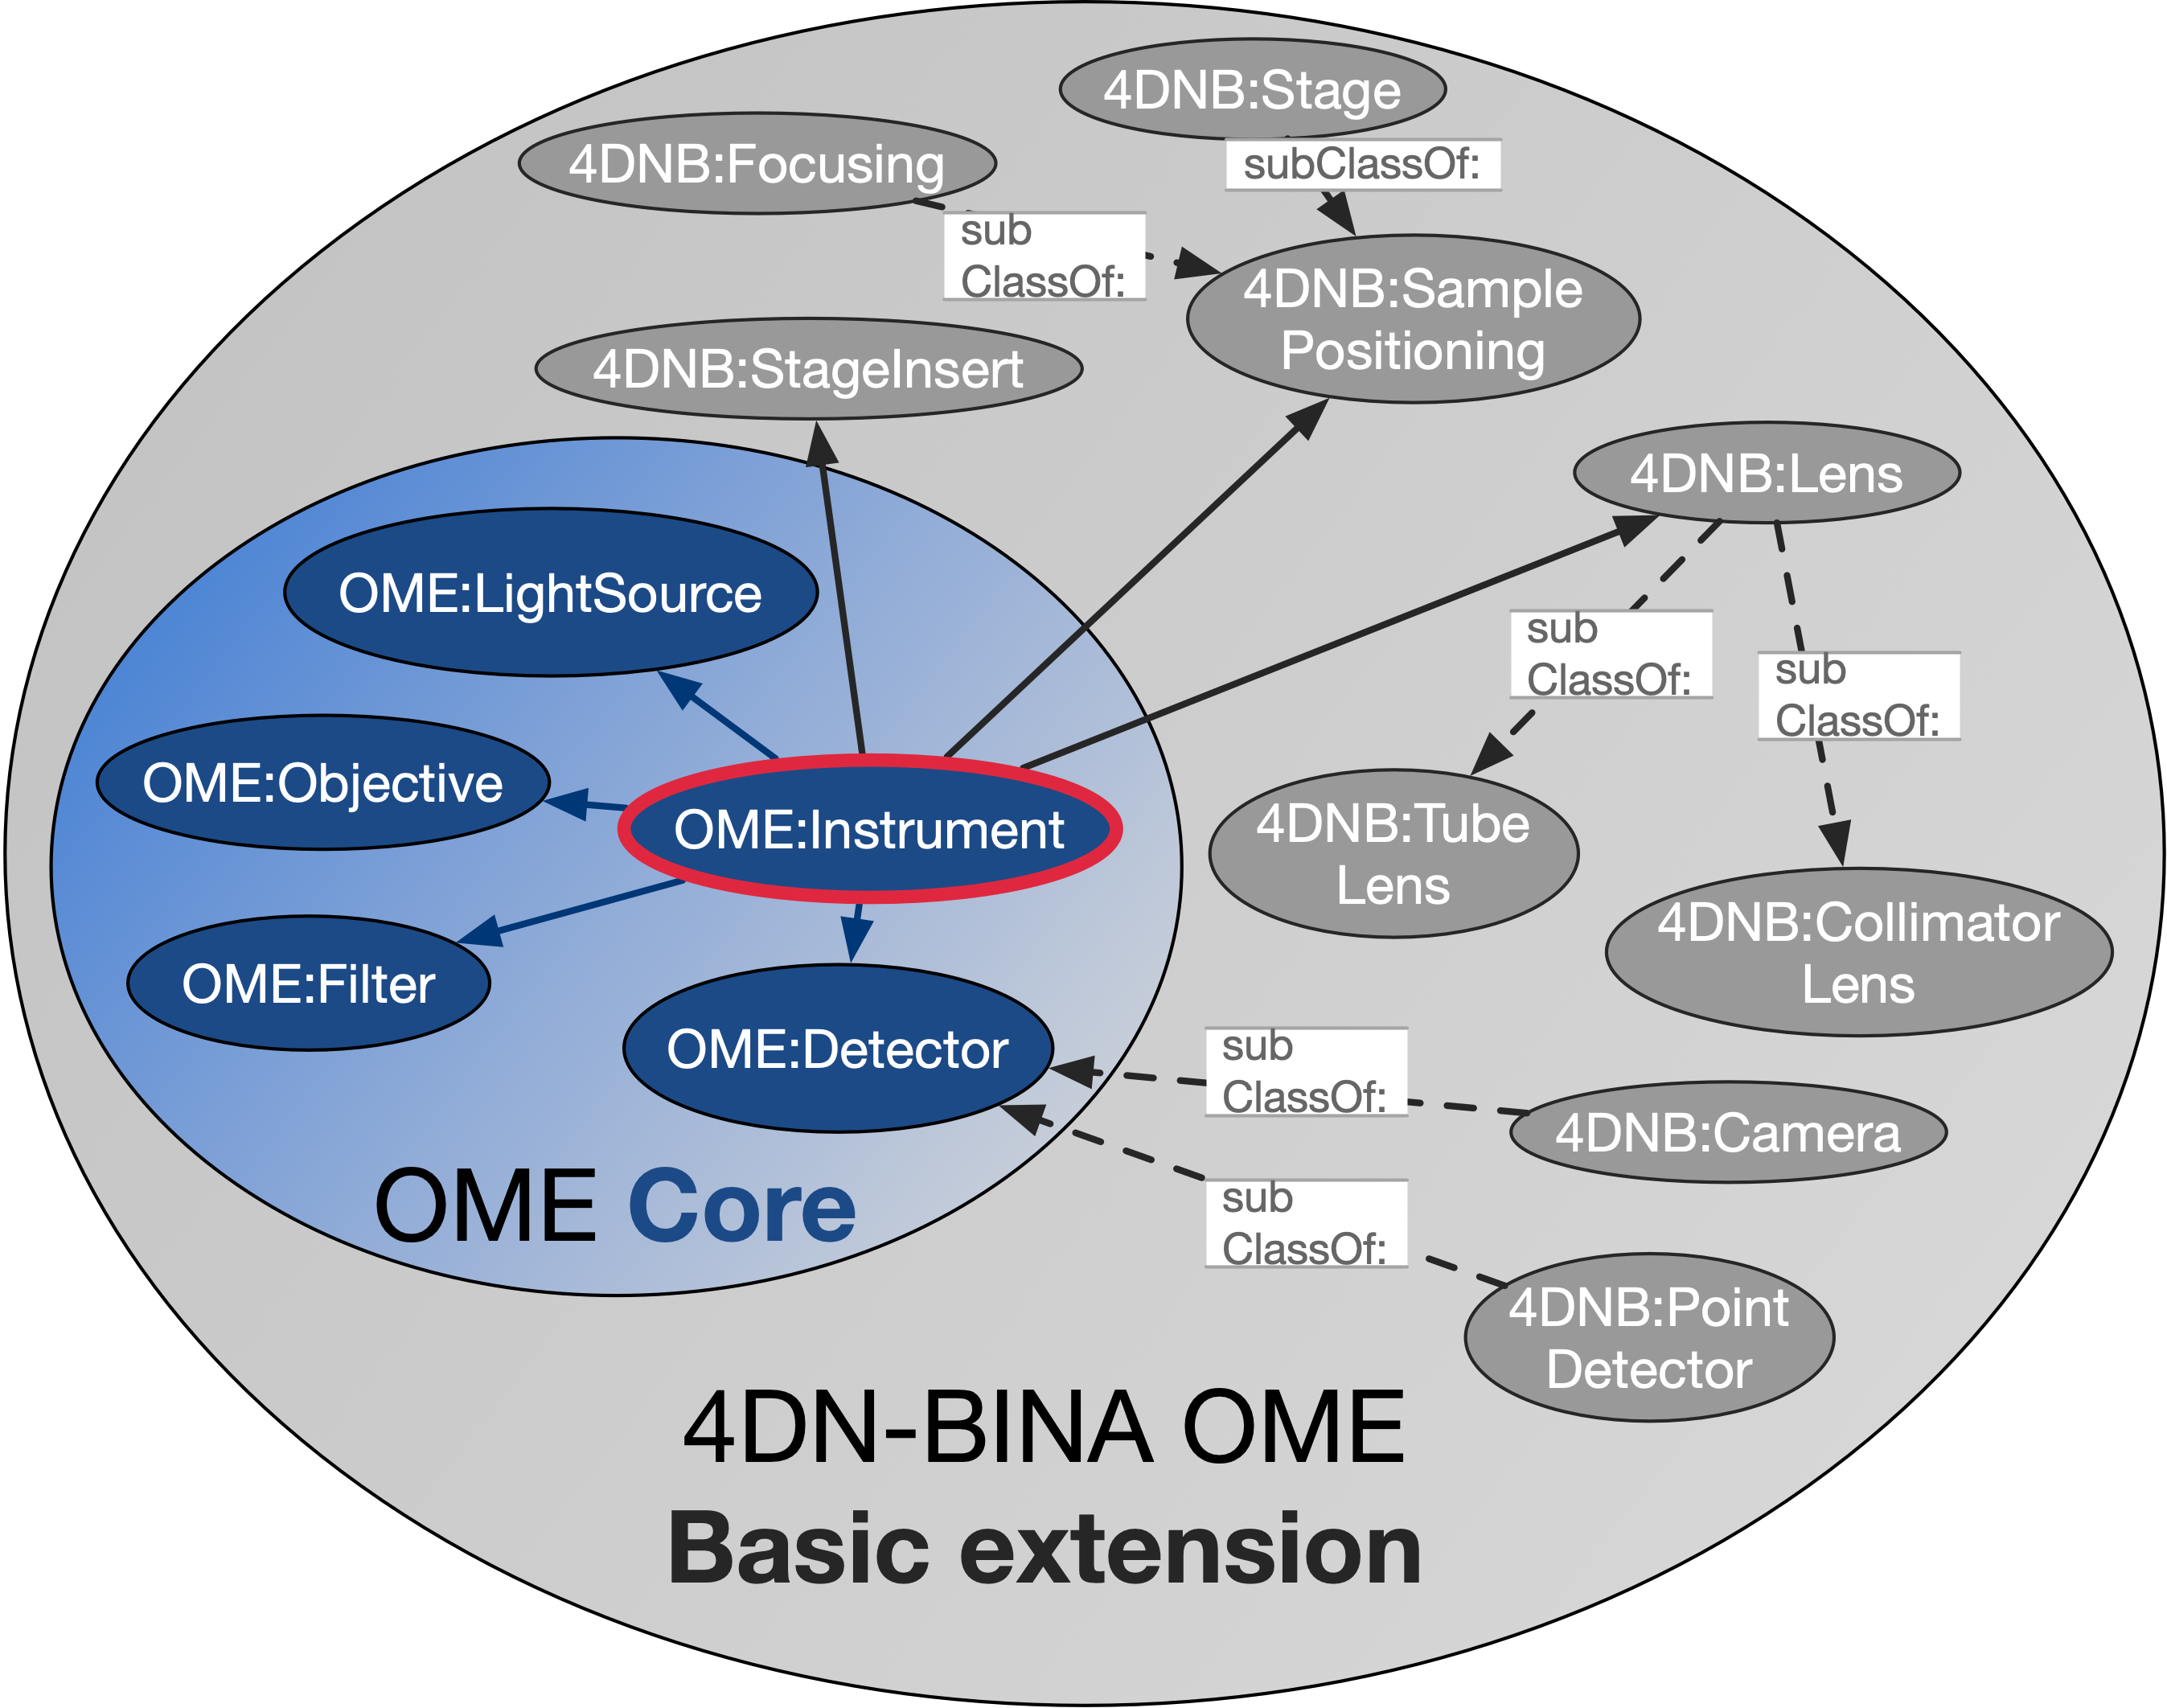 4DNB:Stage
subClassOf:
4DNB:Focusing
sub
ClassOf:
4DNB:Sample
Positioning
4DNB:StageInsert
4DNB:Lens
OME:LightSource
sub
ClassOf:
sub
ClassOf:
OME:Objective
OME:Instrument
4DNB:Tube
Lens
4DNB:Collimator
Lens
OME:Filter
OME:Detector
sub
ClassOf:
4DNB:Camera
OME Core
sub
ClassOf:
4DNB:Point
Detector
4DN-BINA OME
Basic extension